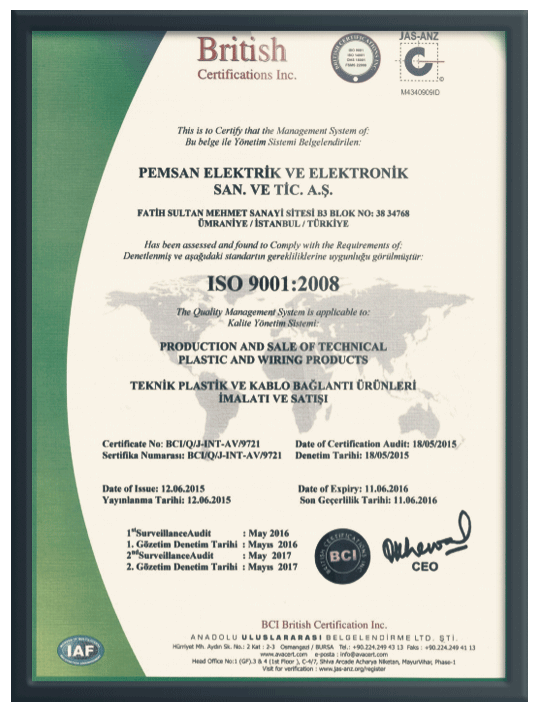 British
Certifications Inc.
JAS-ANZ
M4340909ID
This is to Certify that the Management System of:
Bu belge ile Yönetim Sistemi Belgelendirilen:
PEMSAN ELEKTRİK VE ELEKTRONİK
SAN. VE TİC. A.Ş.
FATİH SULTAN MEHMET SANAYİ SİTESİ B3 BLOK NO: 38 34768
ÜMRANİYE / İSTANBUL / TÜRKİYE
Has been assessed and found to Comply with the Requirements of:
Denetlenmiş ve aşağıdaki standartın gerekliliklerine uygunluğu görülmüştür:
ISO 9001:2008
The Quality Management System is applicable to:
Kalite Yönetim Sistemi:
PRODUCTION AND SALE OF TECHNICAL
PLASTIC AND WIRING PRODUCTS
TEKNİK PLASTİK VE KABLO BAĞLANTI ÜRÜNLERİ
İMALATI VE SATIŞI
Certificate No: BCI/Q/J-INT-AV/9721 Date of Certification Audit: 18/05/2015
Sertifika Numarası: BCI/Q/J-INT-AV/9721 Denetim Tarihi: 18/05/2015
Date of Issue: 12.06.2015 Date of Expiry: 11.06.2016
Yayınlanma Tarihi: 12.06.2015 Son Geçerlilik Tarihi: 11.06.2016
1st SurveillanceAudit : May 2016
1. Gözetim Denetim Tarihi : Mayıs 2016
2nd SurveillanceAudit : May 2017
2. Gözetim Denetim Tarihi : Mayıs 2017
BCI
CEO
BCI British Certification Inc.
ANADOLU ULUSLARARASI BELGELENDİRME LTD. ŞTİ.
Hürriyet Mh. Aydın Sk. No.: 2 Kat : 2-3 Osmangazi / BURSA Tel.: +90.224.249 43 13 Faks : +90.224.249 41 13
www.avacert.com e-posta : info@avacert.com
Head Office No:1 (GF).3 & 4 (1st Floor ), C-4/7, Shiva Arcade Acharya Niketan, MayurVihar, Phase-1
Visit for verification : www.jas-anz.org/register
IAF